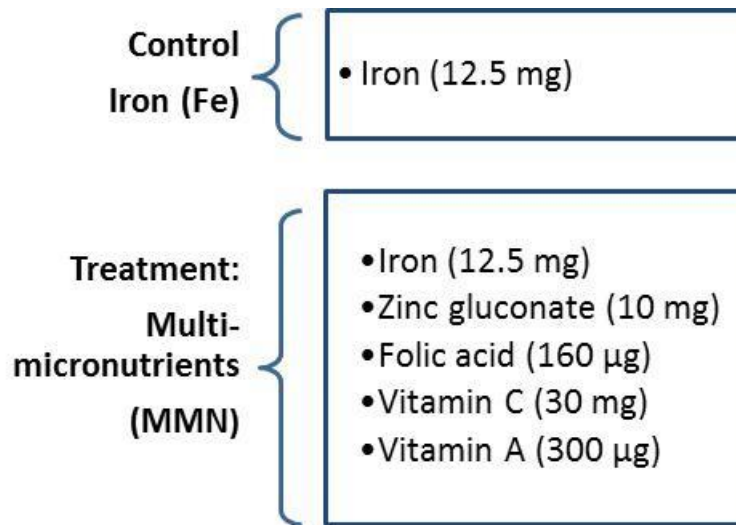 Control
Iron (Fe)
• Iron (12.5 mg)
Treatment:
Multi-
micronutrients
(MMN)
•Iron (12.5 mg)
•Zinc gluconate (10 mg)
•Folic acid (160 µg)
•Vitamin C (30 mg)
•Vitamin A (300 µg)